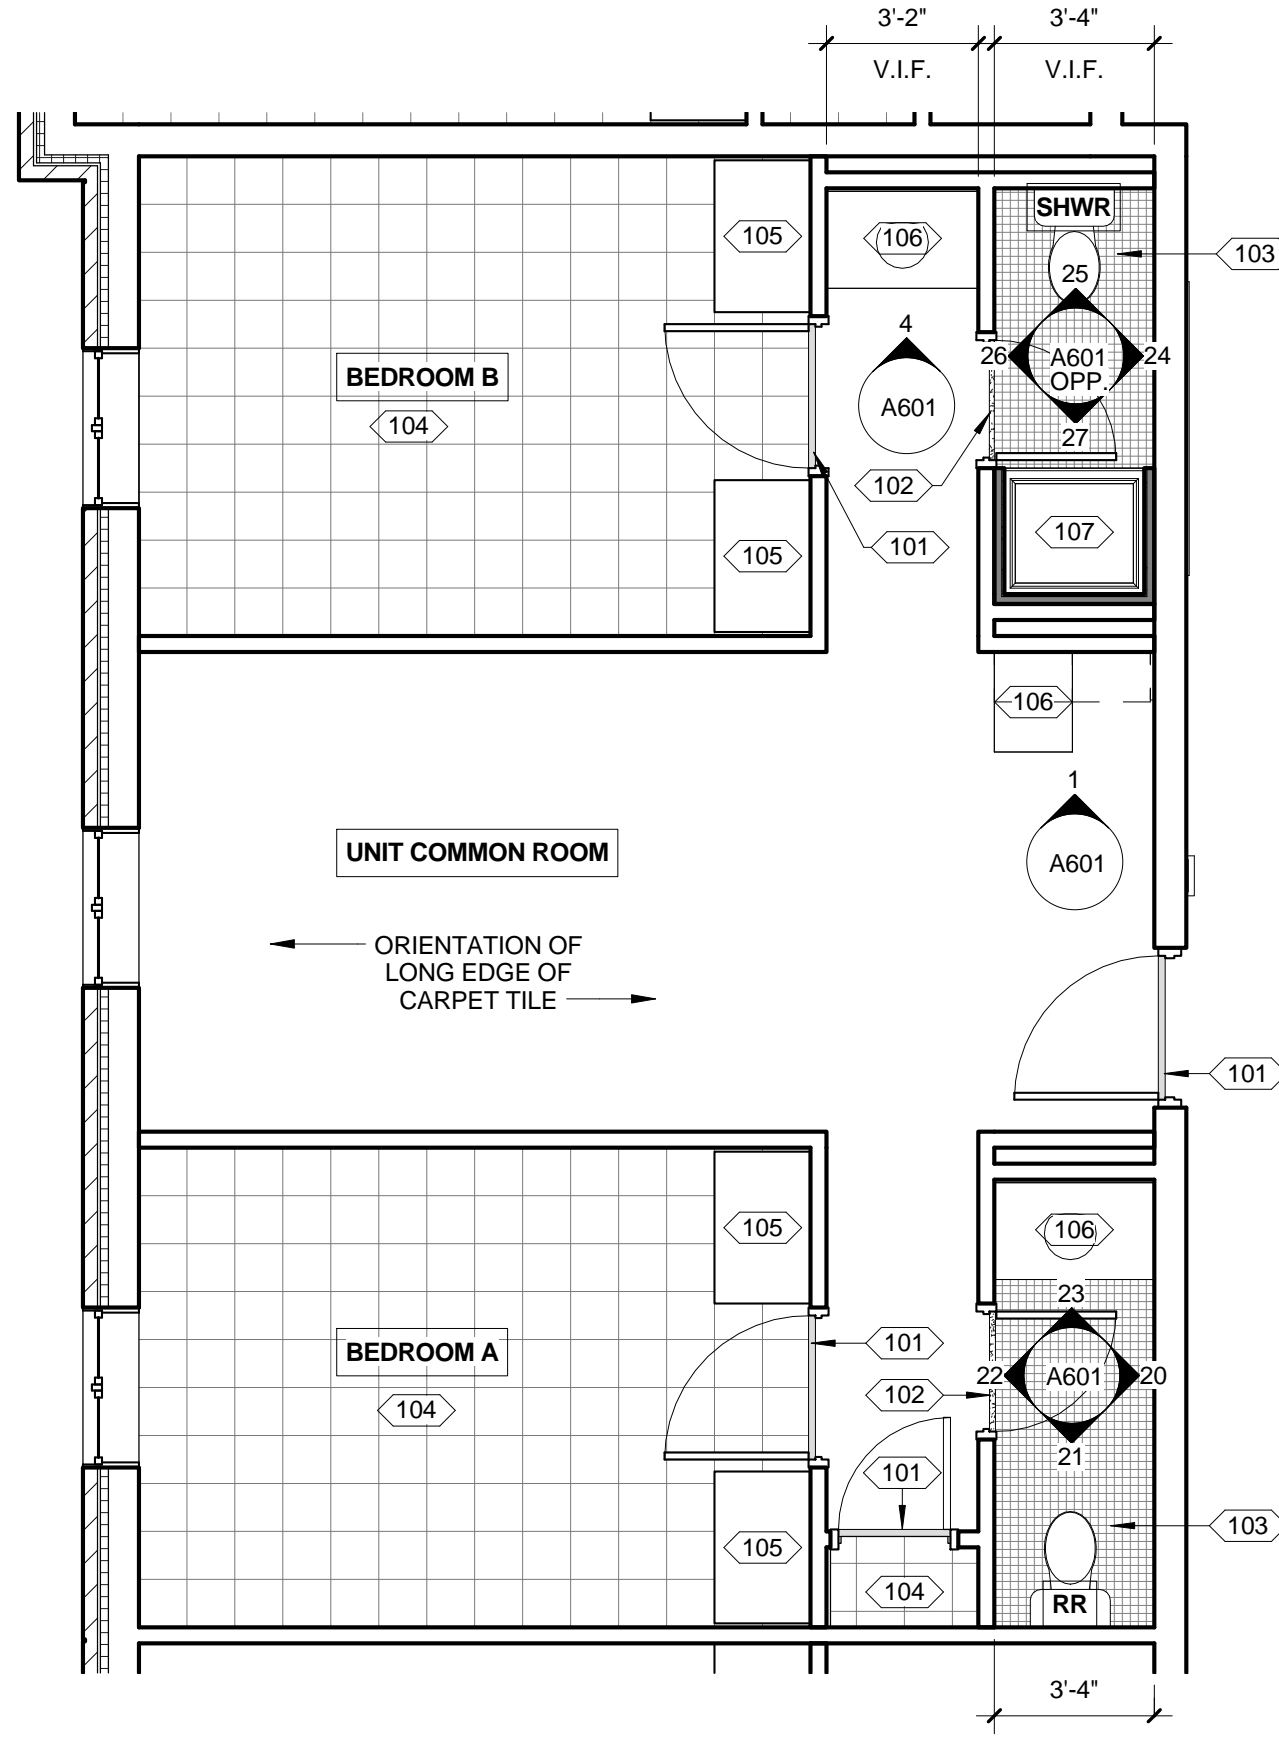 3'-2"
3'-4"
V.I.F.
V.I.F.
SHWR
105
106
103
25
4
26
A601
OPP.
24
BEDROOM B
A601
104
27
102
105
107
101
106
1
UNIT COMMON ROOM
A601
ORIENTATION OF
LONG EDGE OF
CARPET TILE
101
105
106
23
BEDROOM A
101
22
A601
20
102
104
21
101
103
105
104
RR
3'-4"